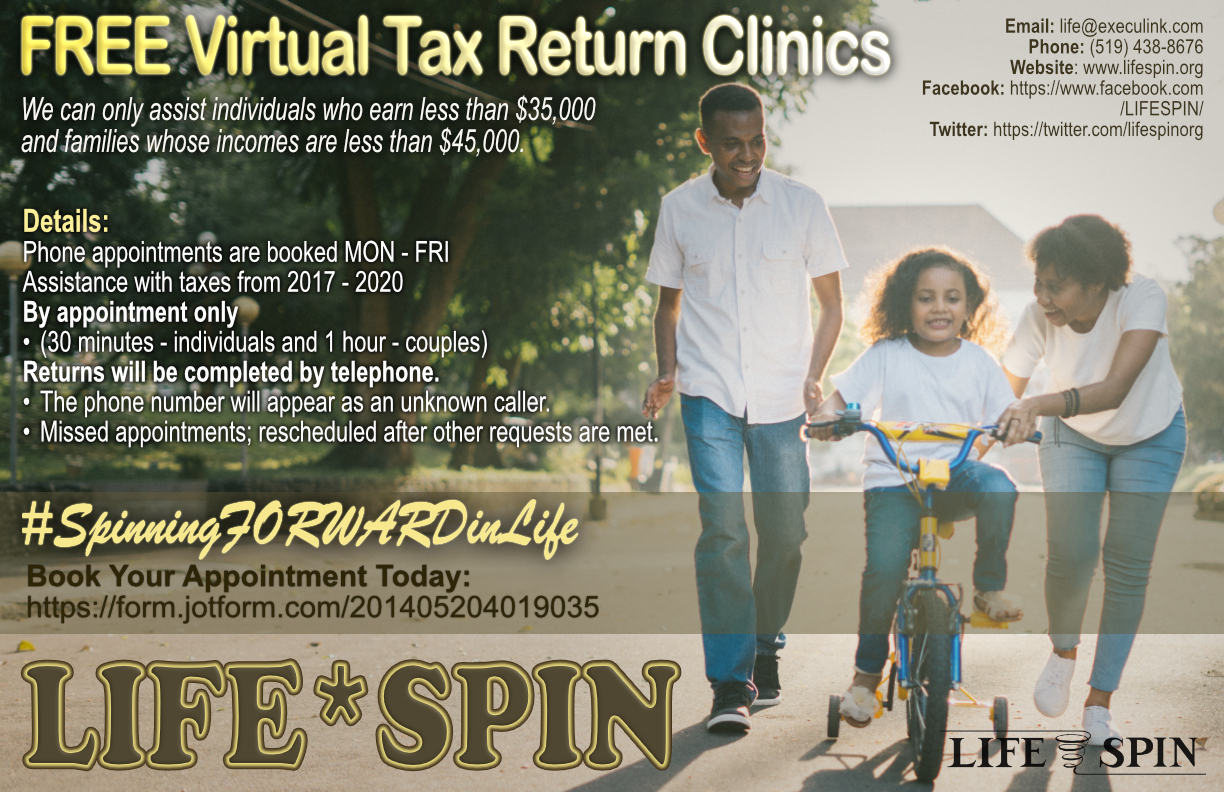 FREE Virtual Tax Return Clinics
Email: life@execulink.com
Phone: (519) 438-8676
Website: www.lifespin.org
Facebook: https://www.facebook.com
/LIFESPIN/
Twitter: https://twitter.com/lifespinorg
We can only assist individuals who earn less than $35,000
and families whose incomes are less than $45,000.
Details:
Phone appointments are booked MON - FRI
Assistance with taxes from 2017 - 2020
By appointment only
• (30 minutes - individuals and 1 hour - couples)
Returns will be completed by telephone.
• The phone number will appear as an unknown caller.
• Missed appointments; rescheduled after other requests are met.
#SpinningFORWARDinLife
Book Your Appointment Today:
https://form.jotform.com/201405204019035
LIFE*SPIN
LIFE SPIN